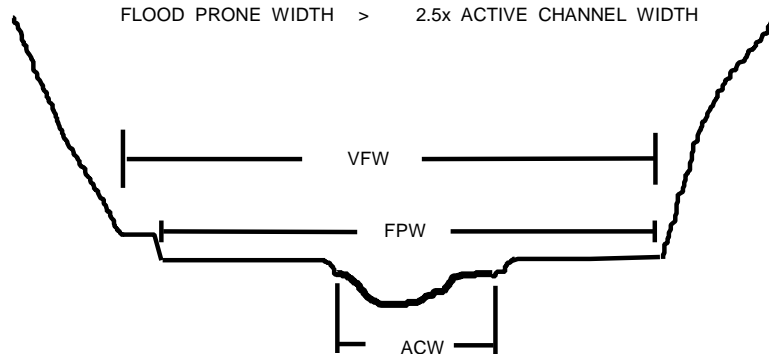 FLOOD PRONE WIDTH > 2.5x ACTIVE CHANNEL WIDTH
VFW
FPW
ACW